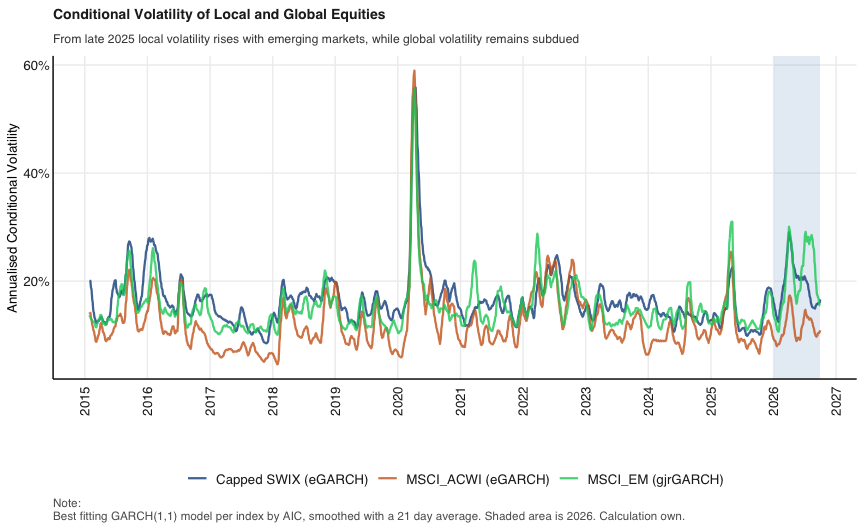 Conditional Volatility of Local and Global Equities
From late 2025 local volatility rises with emerging markets, while global volatility remains subdued
Annualised Conditional Volatility
60%
40%
20%
2015
2016
2017
2018
2019
2020
2021
2022
2023
2024
2025
2026
2027
Capped SWIX (eGARCH)
MSCI_ACWI (eGARCH)
MSCI_EM (gjrGARCH)
Note:
Best fitting GARCH(1,1) model per index by AIC, smoothed with a 21 day average. Shaded area is 2026. Calculation own.